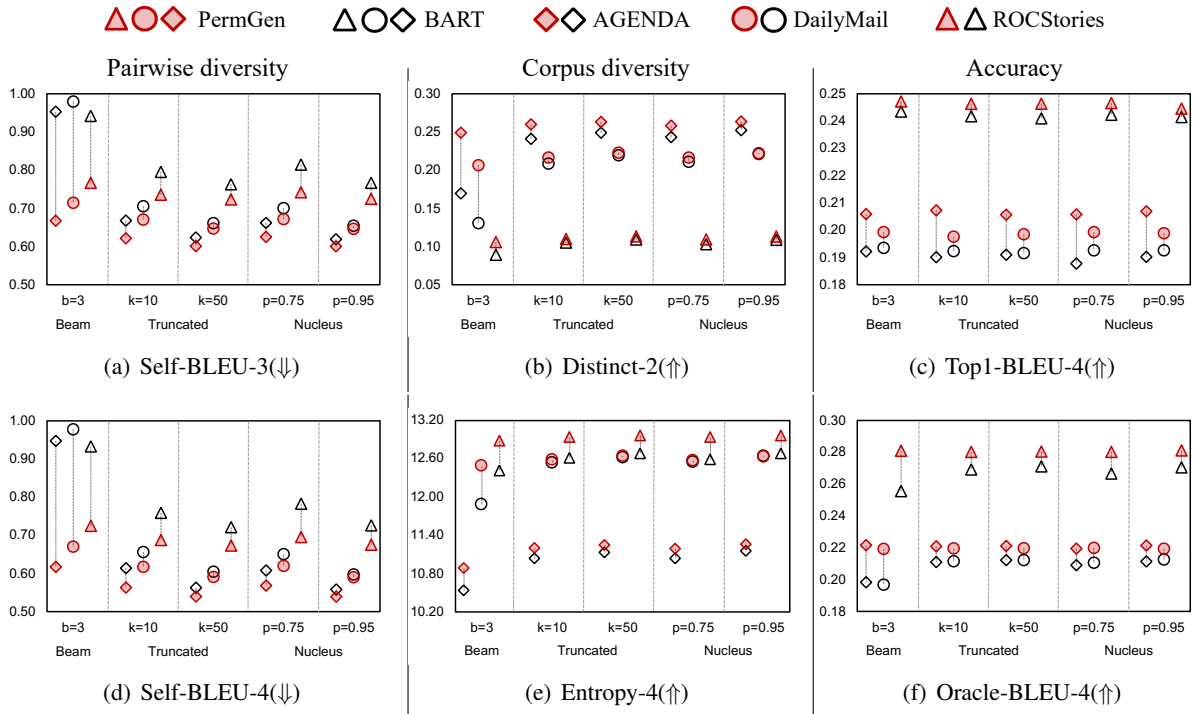 PermGen BART AGENDA DailyMail ROCStories
Pairwise diversity Corpus diversity Accuracy
1.00
0.90
0.80
0.70
0.60
0.50
b=3 k=10 k=50 p=0.75 p=0.95
Beam Truncated Nucleus
(a) Self-BLEU-3(⇓)
0.30
0.25
0.20
0.15
0.10
0.05
b=3 k=10 k=50 p=0.75 p=0.95
Beam Truncated Nucleus
(b) Distinct-2(⇑)
0.25
0.24
0.23
0.22
0.21
0.20
0.19
0.18
b=3 k=10 k=50 p=0.75 p=0.95
Beam Truncated Nucleus
(c) Top1-BLEU-4(⇑)
1.00
0.90
0.80
0.70
0.60
0.50
b=3 k=10 k=50 p=0.75 p=0.95
Beam Truncated Nucleus
(d) Self-BLEU-4(⇓)
13.20
12.60
12.00
11.40
10.80
10.20
b=3 k=10 k=50 p=0.75 p=0.95
Beam Truncated Nucleus
(e) Entropy-4(⇑)
0.30
0.28
0.26
0.24
0.22
0.20
0.18
b=3 k=10 k=50 p=0.75 p=0.95
Beam Truncated Nucleus
(f) Oracle-BLEU-4(⇑)